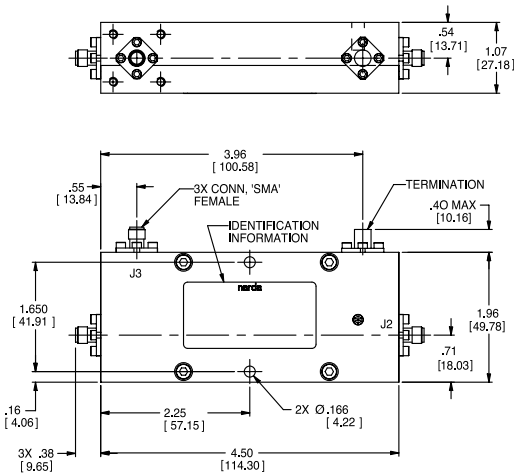 .54
[13.71]
1.07
[27.18]
3.96
[ 100.58]
.55
[ 13.84]
3X CONN, 'SMA'
FEMALE
TERMINATION
.40 MAX
[10.16]
IDENTIFICATION
INFORMATION
J3
narda
1.650
[ 41.91]
J2
1.96
[49.78]
.71
[18.03]
.16
[ 4.06]
2.25
[ 57.15]
2X Ø.166
[ 4.22]
3X .38
[ 9.65]
4.50
[114.30]